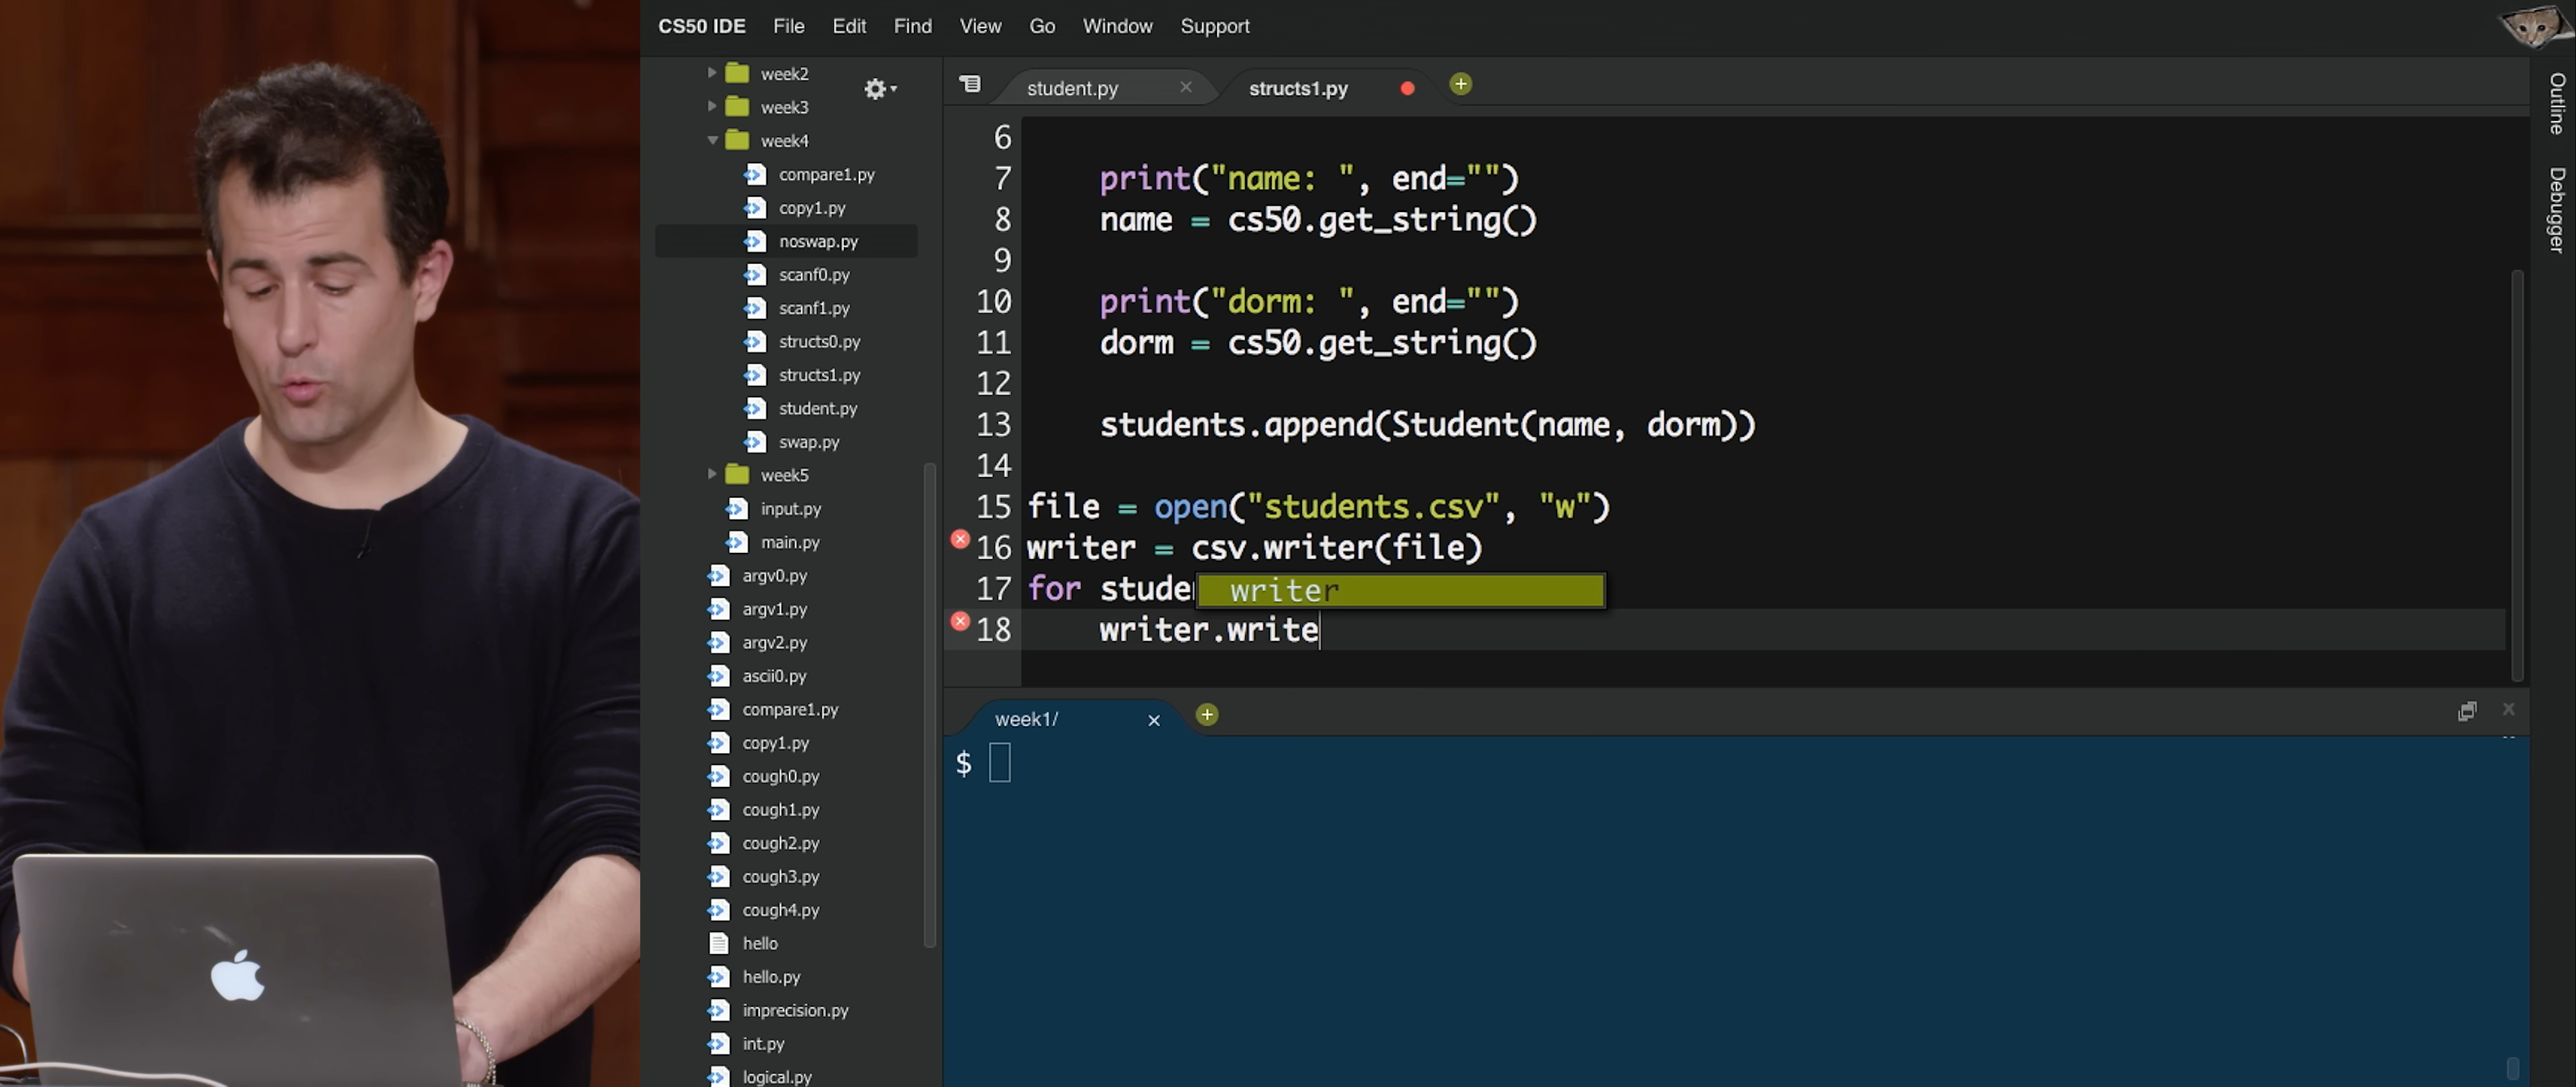 CS50 IDE File Edit Find View Go Window Support
week2
week3
week4
compare1.py
copy1.py
noswap.py
scanf0.py
scanf1.py
structs0.py
structs1.py
student.py
swap.py
week5
input.py
main.py
argv0.py
argv1.py
argv2.py
ascii0.py
compare1.py
copy1.py
cough0.py
cough1.py
cough2.py
cough3.py
cough4.py
hello
hello.py
imprecision.py
int.py
logical.py
student.py structs1.py
6
7 print("name: ", end="")
8 name = cs50.get_string()
9
10 print("dorm: ", end="")
11 dorm = cs50.get_string()
12
13 students.append(Student(name, dorm))
14
15 file = open("students.csv", "w")
16 writer = csv.writer(file)
17 for stude
writer
18 writer.write
week1/
$
Outline
Debugger